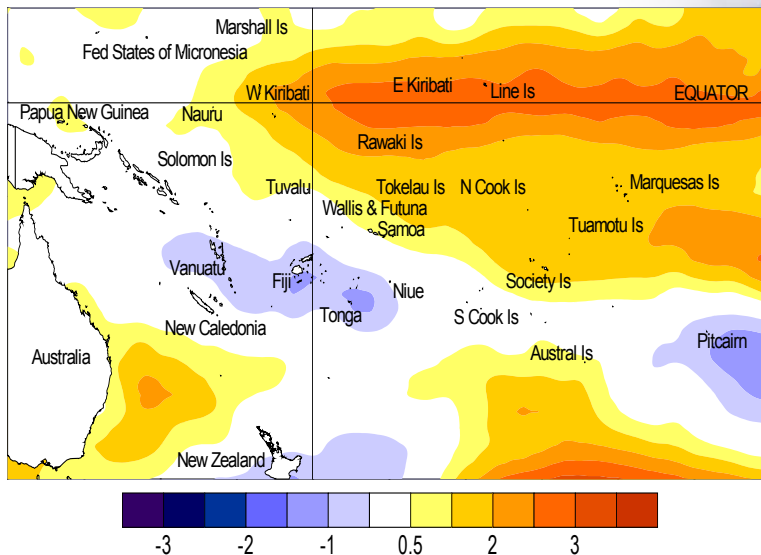 Marshall Is
Fed States of Micronesia
W Kiribati
E Kiribati
Line Is
EQUATOR
Papua New Guinea
Nauru
Rawaki Is
Solomon Is
Tuvalu
Tokelau Is
N Cook Is
Marquesas Is
Wallis & Futuna
Samoa
Tuamotu Is
Vanuatu
Fiji
Niue
Society Is
Tonga
S Cook Is
New Caledonia
Pitcairn
Australia
Austral Is
New Zealand
-3 -2 -1 0.5 2 3